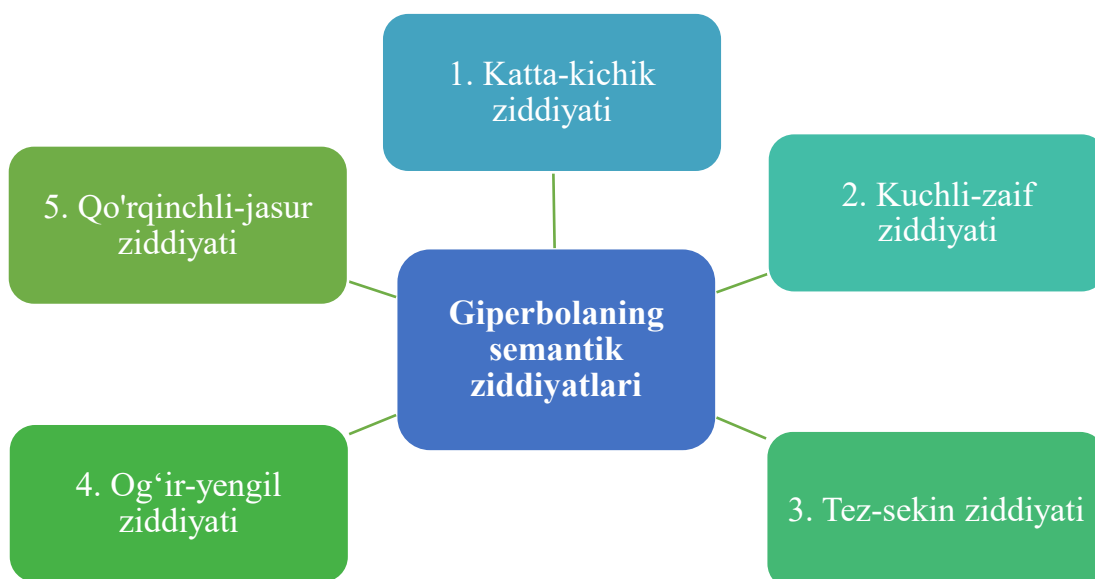 1. Katta-kichik
ziddiyati
2. Kuchli-zaif
ziddiyati
3. Tez-sekin ziddiyati
4. Og‘ir-yengil
ziddiyati
5. Qo'rqinchli-jasur
ziddiyati
Giperbolaning
semantik
ziddiyatlari